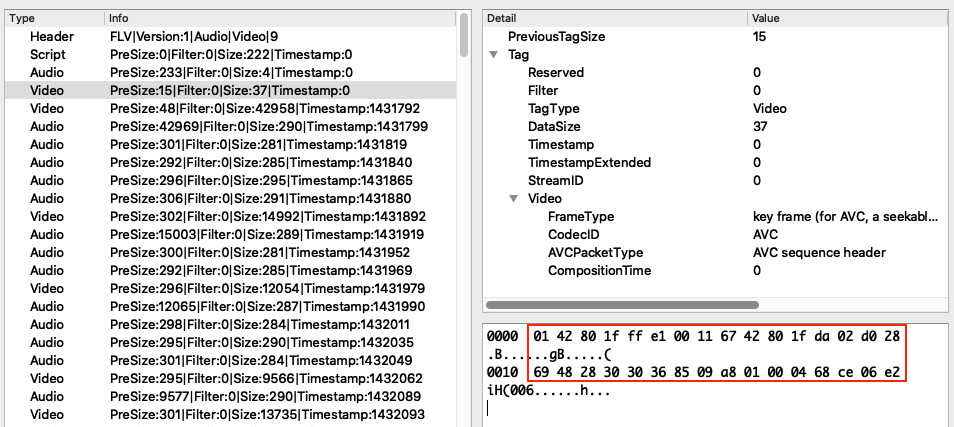 Type Info
Header FLV|Version:1|Audio|Video|9
Script PreSize:0|Filter:0|Size:222|Timestamp:0
Audio PreSize:233|Filter:0|Size:4|Timestamp:0
Video PreSize:15|Filter:0|Size:37|Timestamp:0
Video PreSize:48|Filter:0|Size:42958|Timestamp:1431792
Audio PreSize:42969|Filter:0|Size:290|Timestamp:1431799
Audio PreSize:301|Filter:0|Size:281|Timestamp:1431819
Audio PreSize:292|Filter:0|Size:285|Timestamp:1431840
Audio PreSize:296|Filter:0|Size:295|Timestamp:1431865
Audio PreSize:306|Filter:0|Size:291|Timestamp:1431880
Video PreSize:302|Filter:0|Size:14992|Timestamp:1431892
Audio PreSize:15003|Filter:0|Size:289|Timestamp:1431919
Audio PreSize:300|Filter:0|Size:281|Timestamp:1431952
Audio PreSize:292|Filter:0|Size:285|Timestamp:1431969
Video PreSize:296|Filter:0|Size:12054|Timestamp:1431979
Audio PreSize:12065|Filter:0|Size:287|Timestamp:1431990
Audio PreSize:298|Filter:0|Size:284|Timestamp:1432011
Audio PreSize:295|Filter:0|Size:290|Timestamp:1432035
Audio PreSize:301|Filter:0|Size:284|Timestamp:1432049
Video PreSize:295|Filter:0|Size:9566|Timestamp:1432062
Audio PreSize:9577|Filter:0|Size:290|Timestamp:1432089
Video PreSize:301|Filter:0|Size:13735|Timestamp:1432093
Detail Value
PreviousTagSize 15
Tag
Reserved 0
Filter 0
TagType Video
DataSize 37
Timestamp 0
TimestampExtended 0
StreamID 0
Video
FrameType key frame (for AVC, a seekabl...
CodecID AVC
AVCPacketType AVC sequence header
CompositionTime 0
0000 01 42 80 1f ff e1 00 11 67 42 80 1f da 02 d0 28
.B......gB.....(
0010 69 48 28 30 30 36 85 09 a8 01 00 04 68 ce 06 e2
iH(006......h...